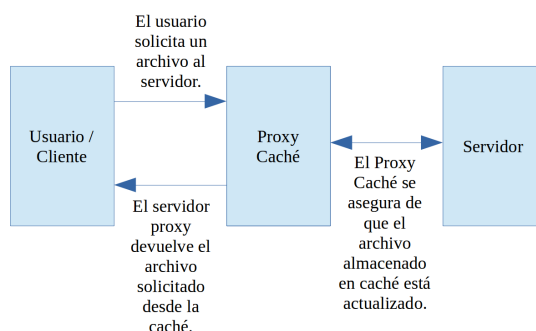 El usuario
solicita un
archivo al
servidor.
Usuario /
Cliente
Proxy
Caché
Servidor
El servidor
proxy
devuelve el
archivo
solicitado
desde la
caché.
El Proxy
Caché se
asegura de
que el
archivo
almacenado
en caché está
actualizado.